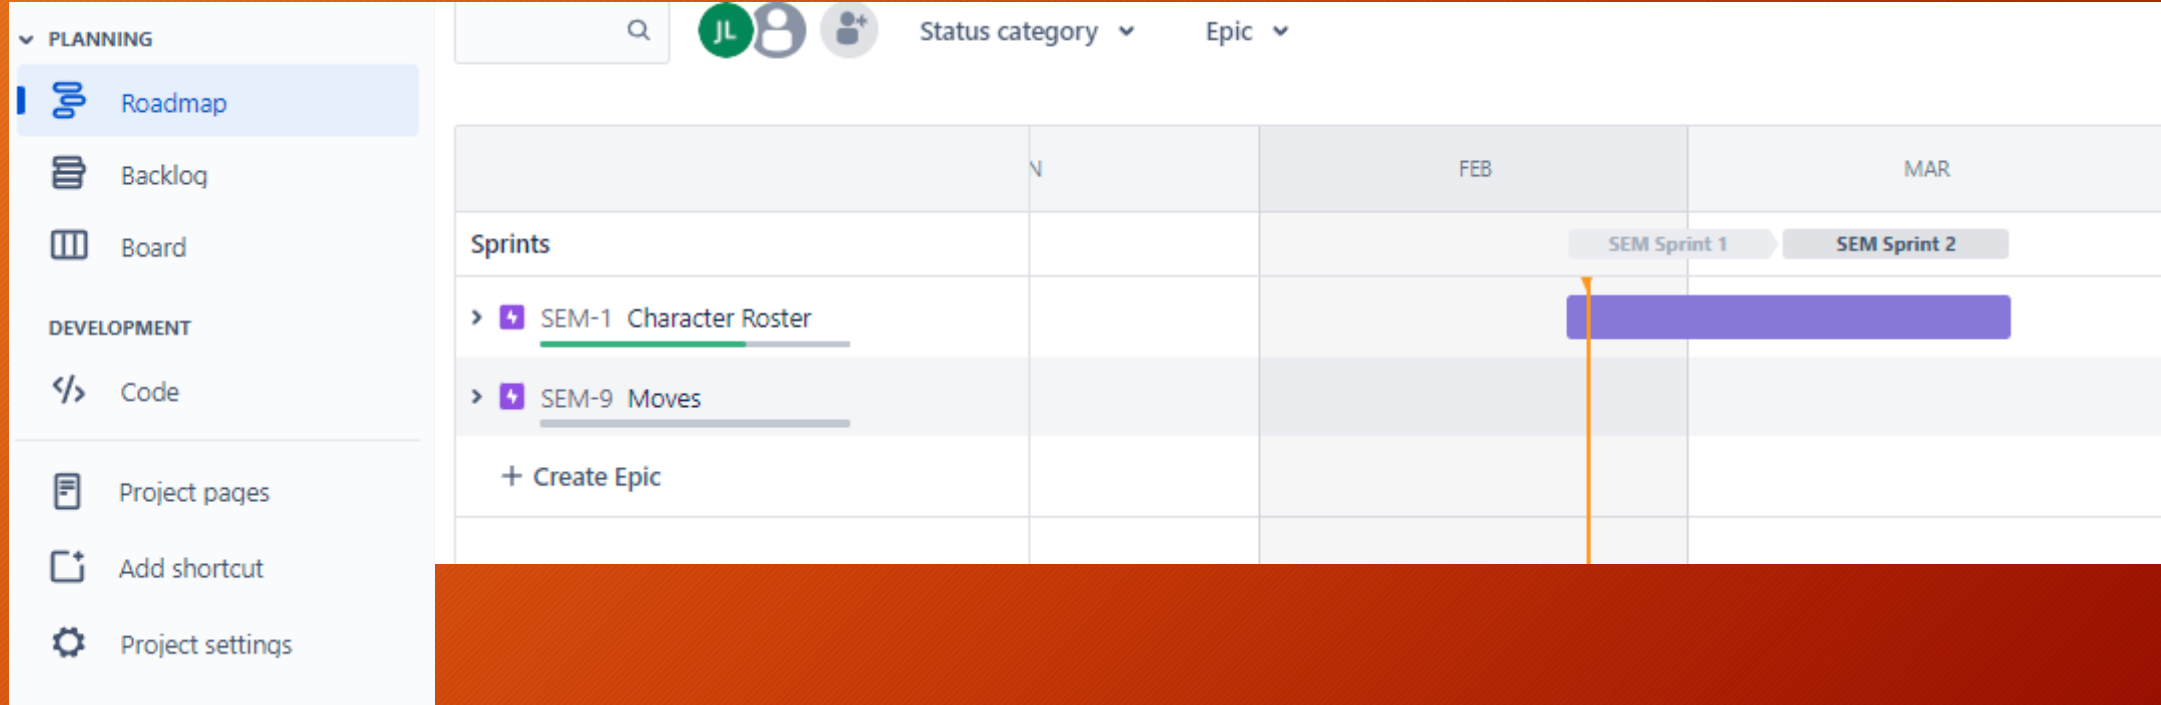 PLANNING
Roadmap
Backlog
Board
DEVELOPMENT
Code
Project pages
Add shortcut
Project settings
JL
Status category
Epic
N
FEB
MAR
Sprints
SEM Sprint 1
SEM Sprint 2
SEM-1 Character Roster
SEM-9 Moves
+ Create Epic